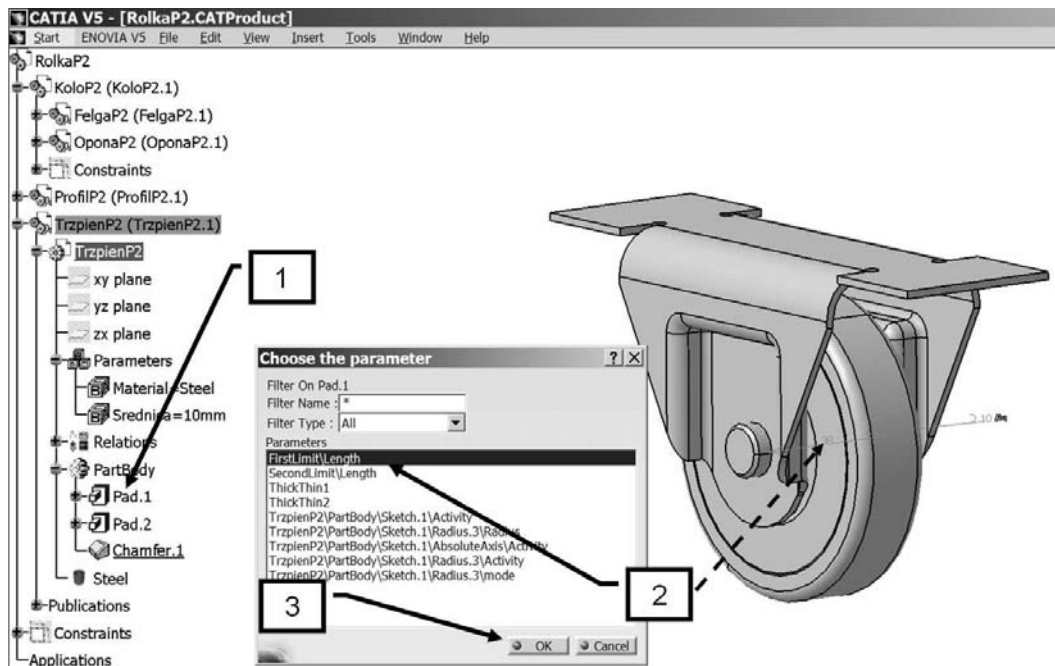 CATIA V5 - [RolkaP2.CATProduct]
Start ENOVIA V5 File Edit View Insert Tools Window Help
RolkaP2
KoloP2 (KoloP2.1)
FelgaP2 (FelgaP2.1)
OponaP2 (OponaP2.1)
Constraints
ProfilP2 (ProfilP2.1)
TrzpienP2 (TrzpienP2.1)
TrzpienP2
xy plane
yz plane
zx plane
Parameters
Material=Steel
Srednica=10mm
Relations
PartBody
Pad.1
Pad.2
Chamfer.1
Steel
Publications
Constraints
Applications
1
Choose the parameter
Filter On Pad.1
Filter Name : *
Filter Type : All
Parameters
FirstLimit\Length
SecondLimit\Length
ThickThin1
ThickThin2
TrzpienP2\PartBody\Sketch.1\Activity
TrzpienP2\PartBody\Sketch.1\Radius.3\Radius
TrzpienP2\PartBody\Sketch.1\AbsoluteAxis\Activity
TrzpienP2\PartBody\Sketch.1\Radius.3\Activity
TrzpienP2\PartBody\Sketch.1\Radius.3\mode
OK Cancel
2
3